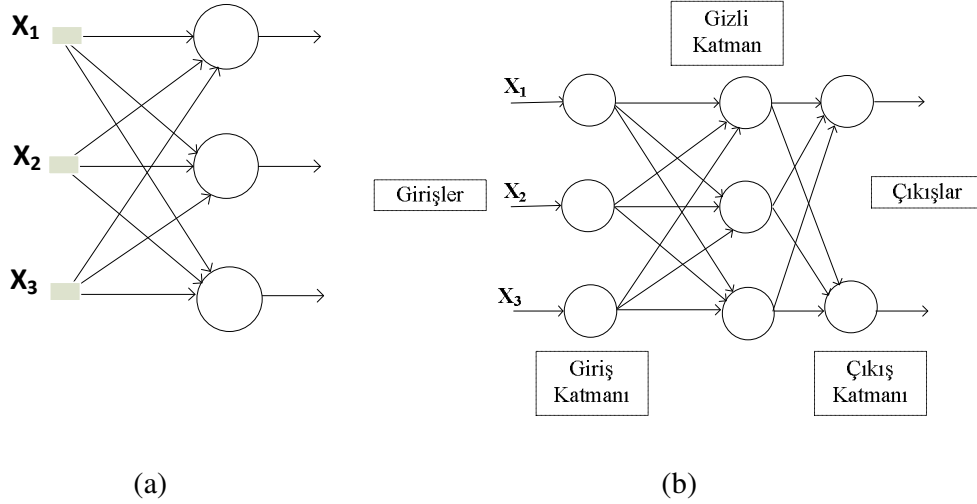 X1
X2
X3
(a)
Gizli
Katman
X1
Girişler
X2
Çıkışlar
X3
Giriş
Katmanı
Çıkış
Katmanı
(b)